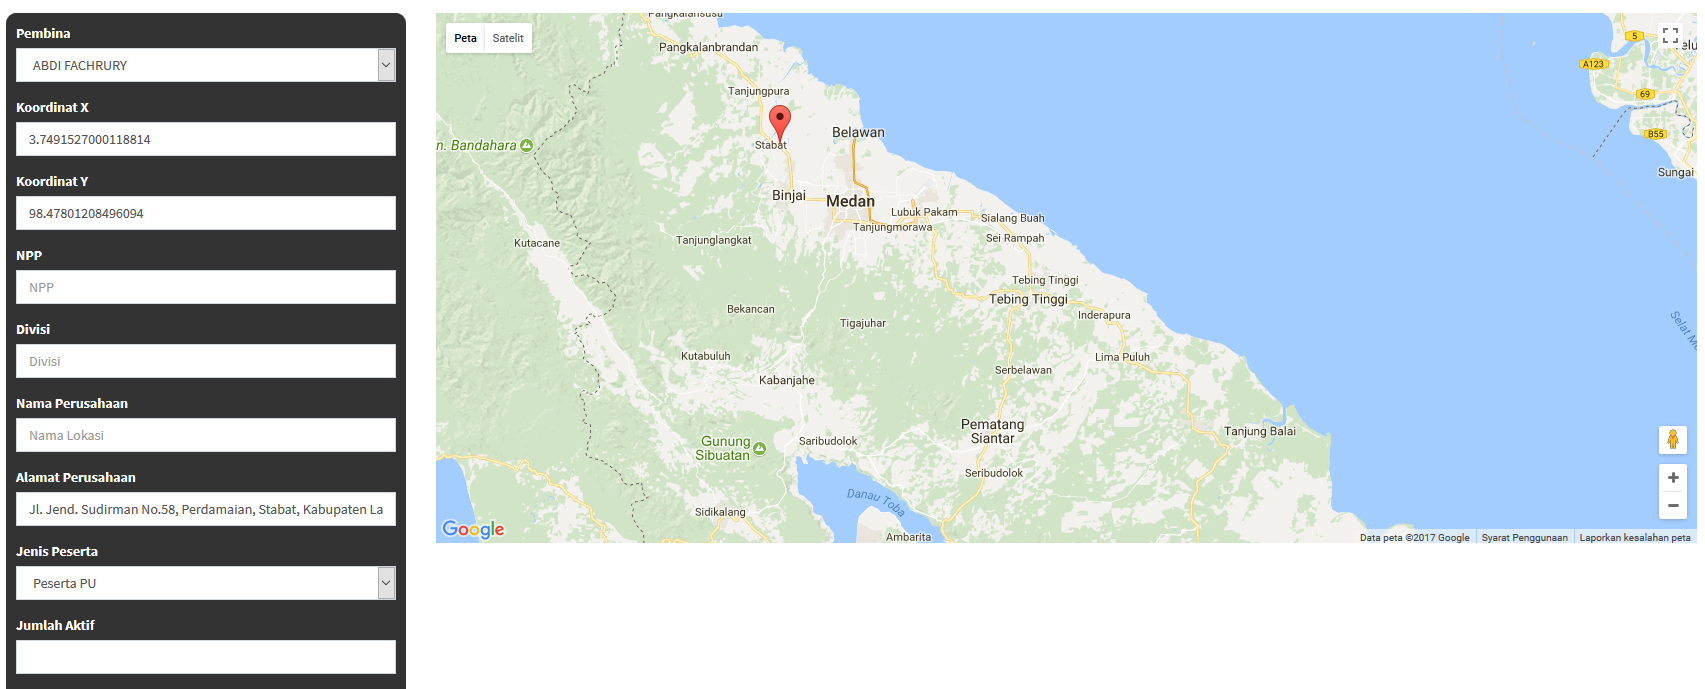 Pembina
ABDI FACHRURY
Koordinat X
3.7491527000118814
Koordinat Y
98.47801208496094
NPP
NPP
Divisi
Divisi
Nama Perusahaan
Nama Lokasi
Alamat Perusahaan
Jl. Jend. Sudirman No.58, Perdamaian, Stabat, Kabupaten La
Jenis Peserta
Peserta PU
Jumlah Aktif
Peta
Satelit
Pangkalansusu
Pangkalanbrandan
Tanjungpura
Stabat
Belawan
n. Bandahara
Binjai
Medan
Lubuk Pakam
Tanjungmorawa
Sialang Buah
Sei Rampah
Kutacane
Tanjunglangkat
Tebing Tinggi
Tebing Tinggi
Bekancan
Tigajuhar
Inderapura
Kutabuluh
Lima Puluh
Serbelawan
Kabanjahe
Pematang
Siantar
Tanjung Balai
Gunung
Sibuatan
Saribudolok
Seribudolok
Danau Toba
Sidikalang
Ambarita
5
A123
69
B55
Sungai
Google
Data peta ©2017 Google
Syarat Penggunaan
Laporkan kesalahan peta